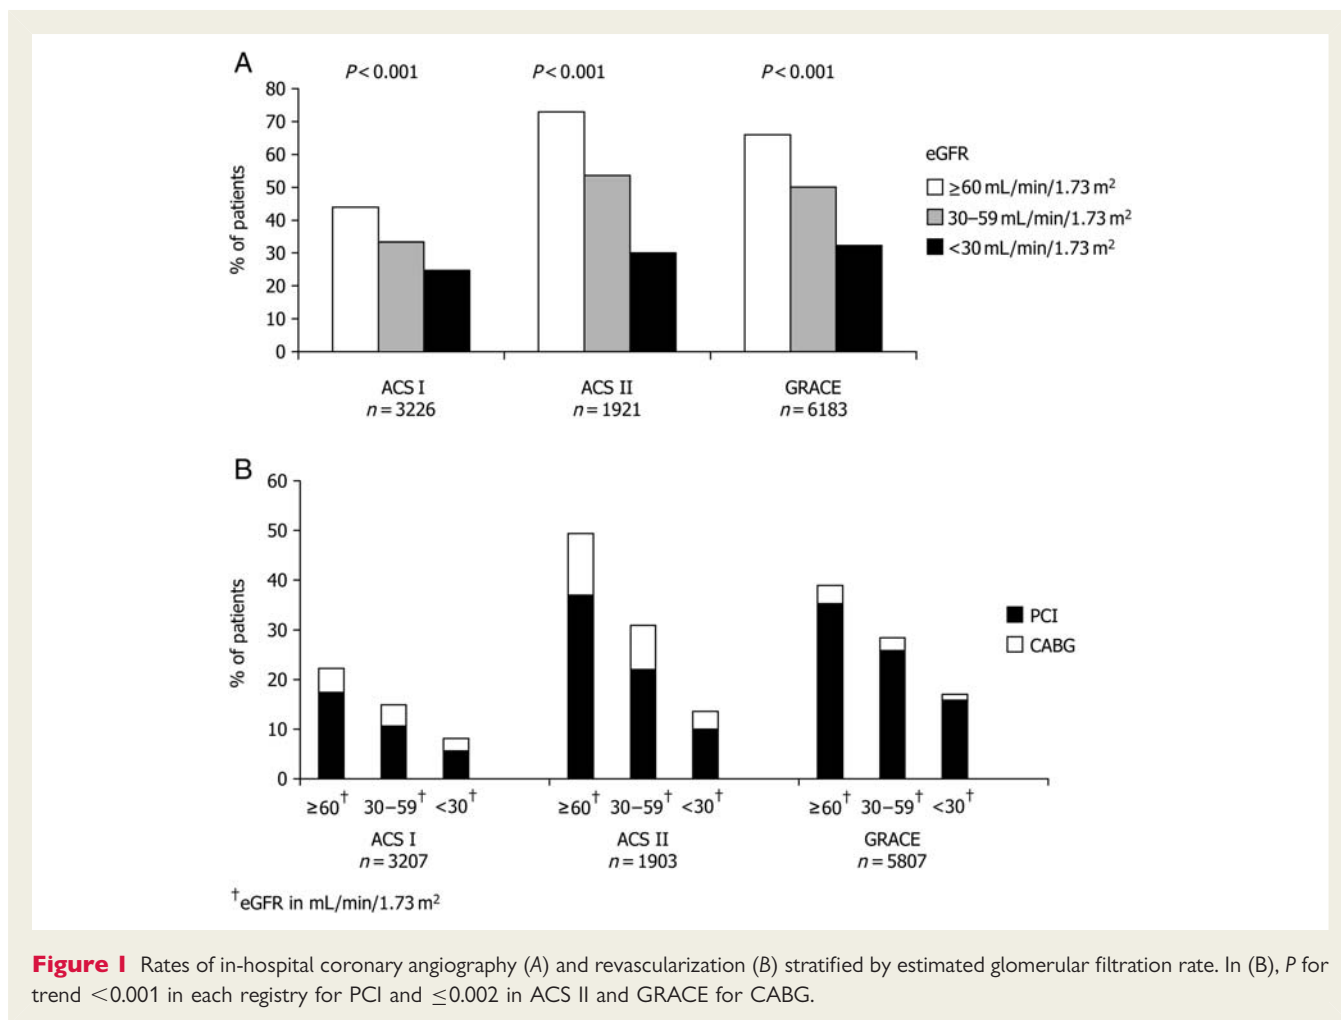 A
P < 0.001 P < 0.001 P < 0.001
80
70
60
50
40
30
20
10
0
% of patients
eGFR
≥60 mL/min/1.73 m²
30–59 mL/min/1.73 m²
<30 mL/min/1.73 m²
ACS I ACS II GRACE
n = 3226 n = 1921 n = 6183
B
60
50
40
30
20
10
0
% of patients
PCI
CABG
≥60† 30–59† <30† ≥60† 30–59† <30† ≥60† 30–59† <30†
ACS I ACS II GRACE
n = 3207 n = 1903 n = 5807
†eGFR in mL/min/1.73 m²
Figure 1 Rates of in-hospital coronary angiography (A) and revascularization (B) stratified by estimated glomerular filtration rate. In (B), P for
trend <0.001 in each registry for PCI and ≤0.002 in ACS II and GRACE for CABG.